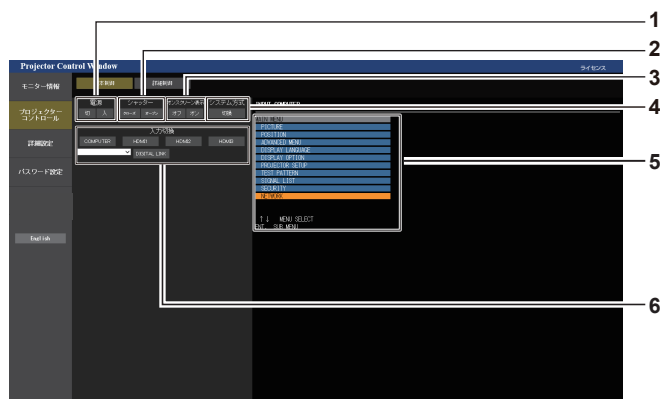 1
2
3
4
5
6
Projector Control Window
ライセンス
モニター情報
基本制御
詳細制御
プロジェクター
コントロール
詳細設定
パスワード設定
English
電源
切 入
シャッター
クローズ オープン
オンスクリーン表示
オフ オン
システム方式
切換
入力切換
COMPUTER HDMI1 HDMI2 HDMI3
DIGITAL LINK
INPUT COMPUTER
MAIN MENU
PICTURE
POSITION
ADVANCED MENU
DISPLAY LANGUAGE
DISPLAY OPTION
PROJECTOR SETUP
TEST PATTERN
SIGNAL LIST
SECURITY
NETWORK
↑↓ MENU SELECT
ENT. SUB MENU